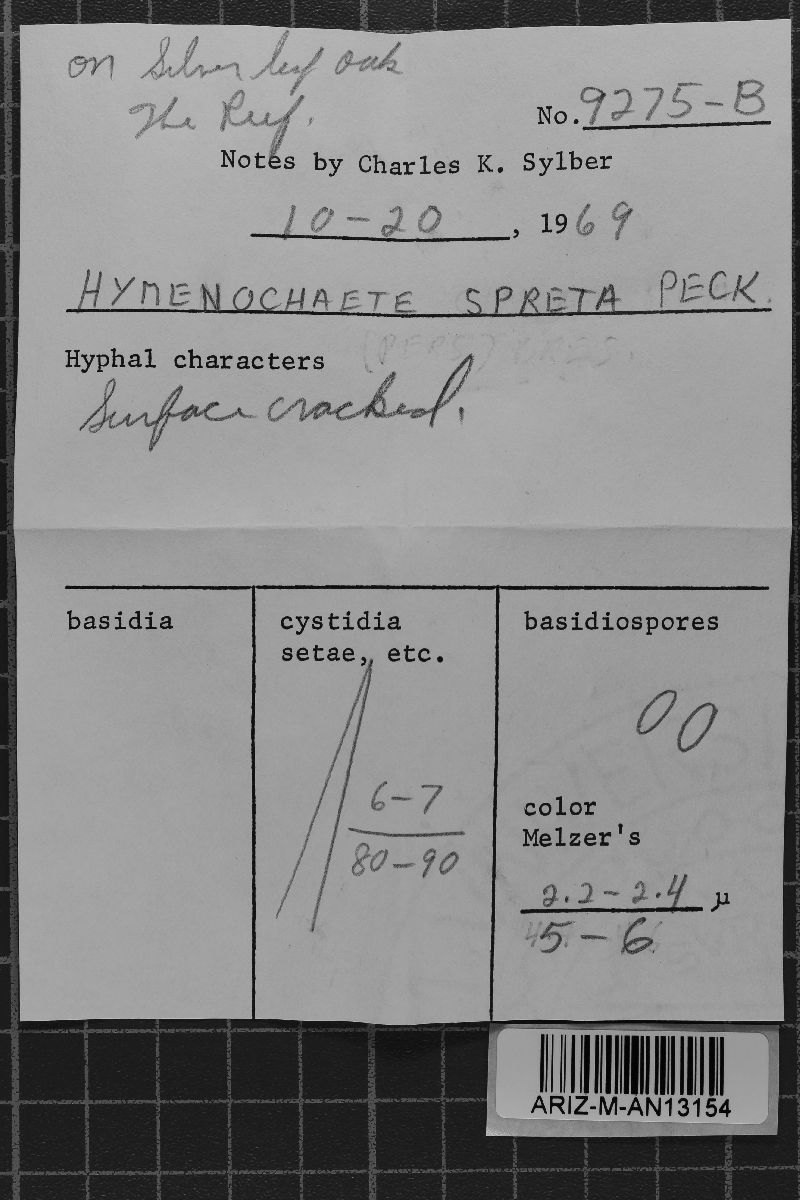 on Silver leaf oak
The Reef.
No. 9275-B
Notes by Charles K. Sylber
10-20, 1969
HYMENOCHAETE SPRETA PECK.
(PERS) BRES.
Hyphal characters
Surface cracked.
basidia
cystidia
setae, etc.
6-7
80-90
basidiospores
color
Melzer's
2.2-2.4 µ
5-6
ARIZ-M-AN13154